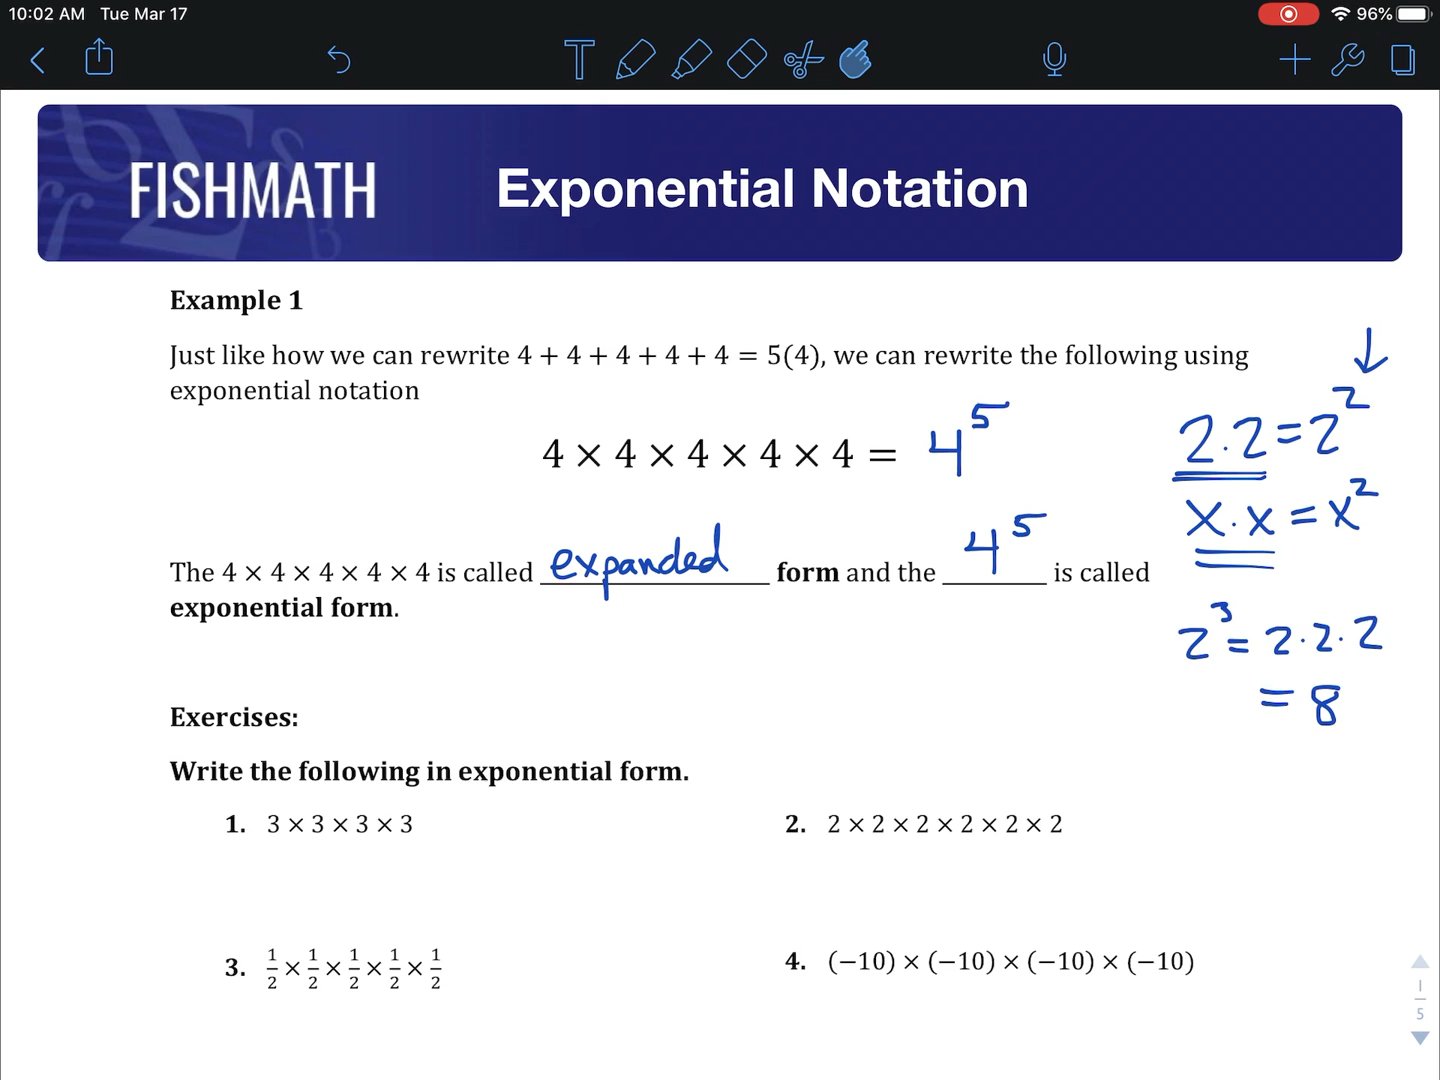 10:02 AM Tue Mar 17
96%
FISHMATH
Exponential Notation
Example 1
Just like how we can rewrite 4 + 4 + 4 + 4 + 4 = 5(4), we can rewrite the following using
exponential notation
4 × 4 × 4 × 4 × 4 = 4⁵
The 4 × 4 × 4 × 4 × 4 is called expanded form and the 4⁵ is called
exponential form.
2·2=2²
x·x=x²
2³=2·2·2
=8
Exercises:
Write the following in exponential form.
1. 3 × 3 × 3 × 3
2. 2 × 2 × 2 × 2 × 2 × 2
3. 1/2 × 1/2 × 1/2 × 1/2 × 1/2
4. (−10) × (−10) × (−10) × (−10)
1
5